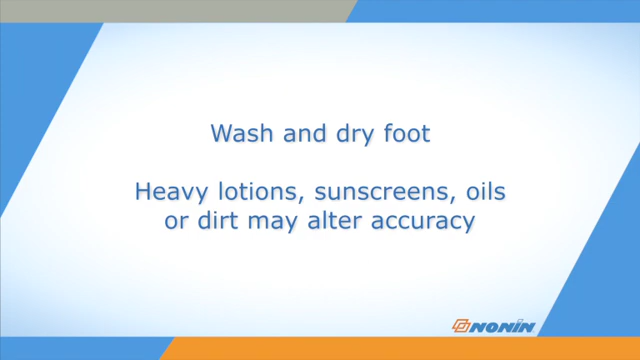 Wash and dry foot
Heavy lotions, sunscreens, oils
or dirt may alter accuracy
NONIN